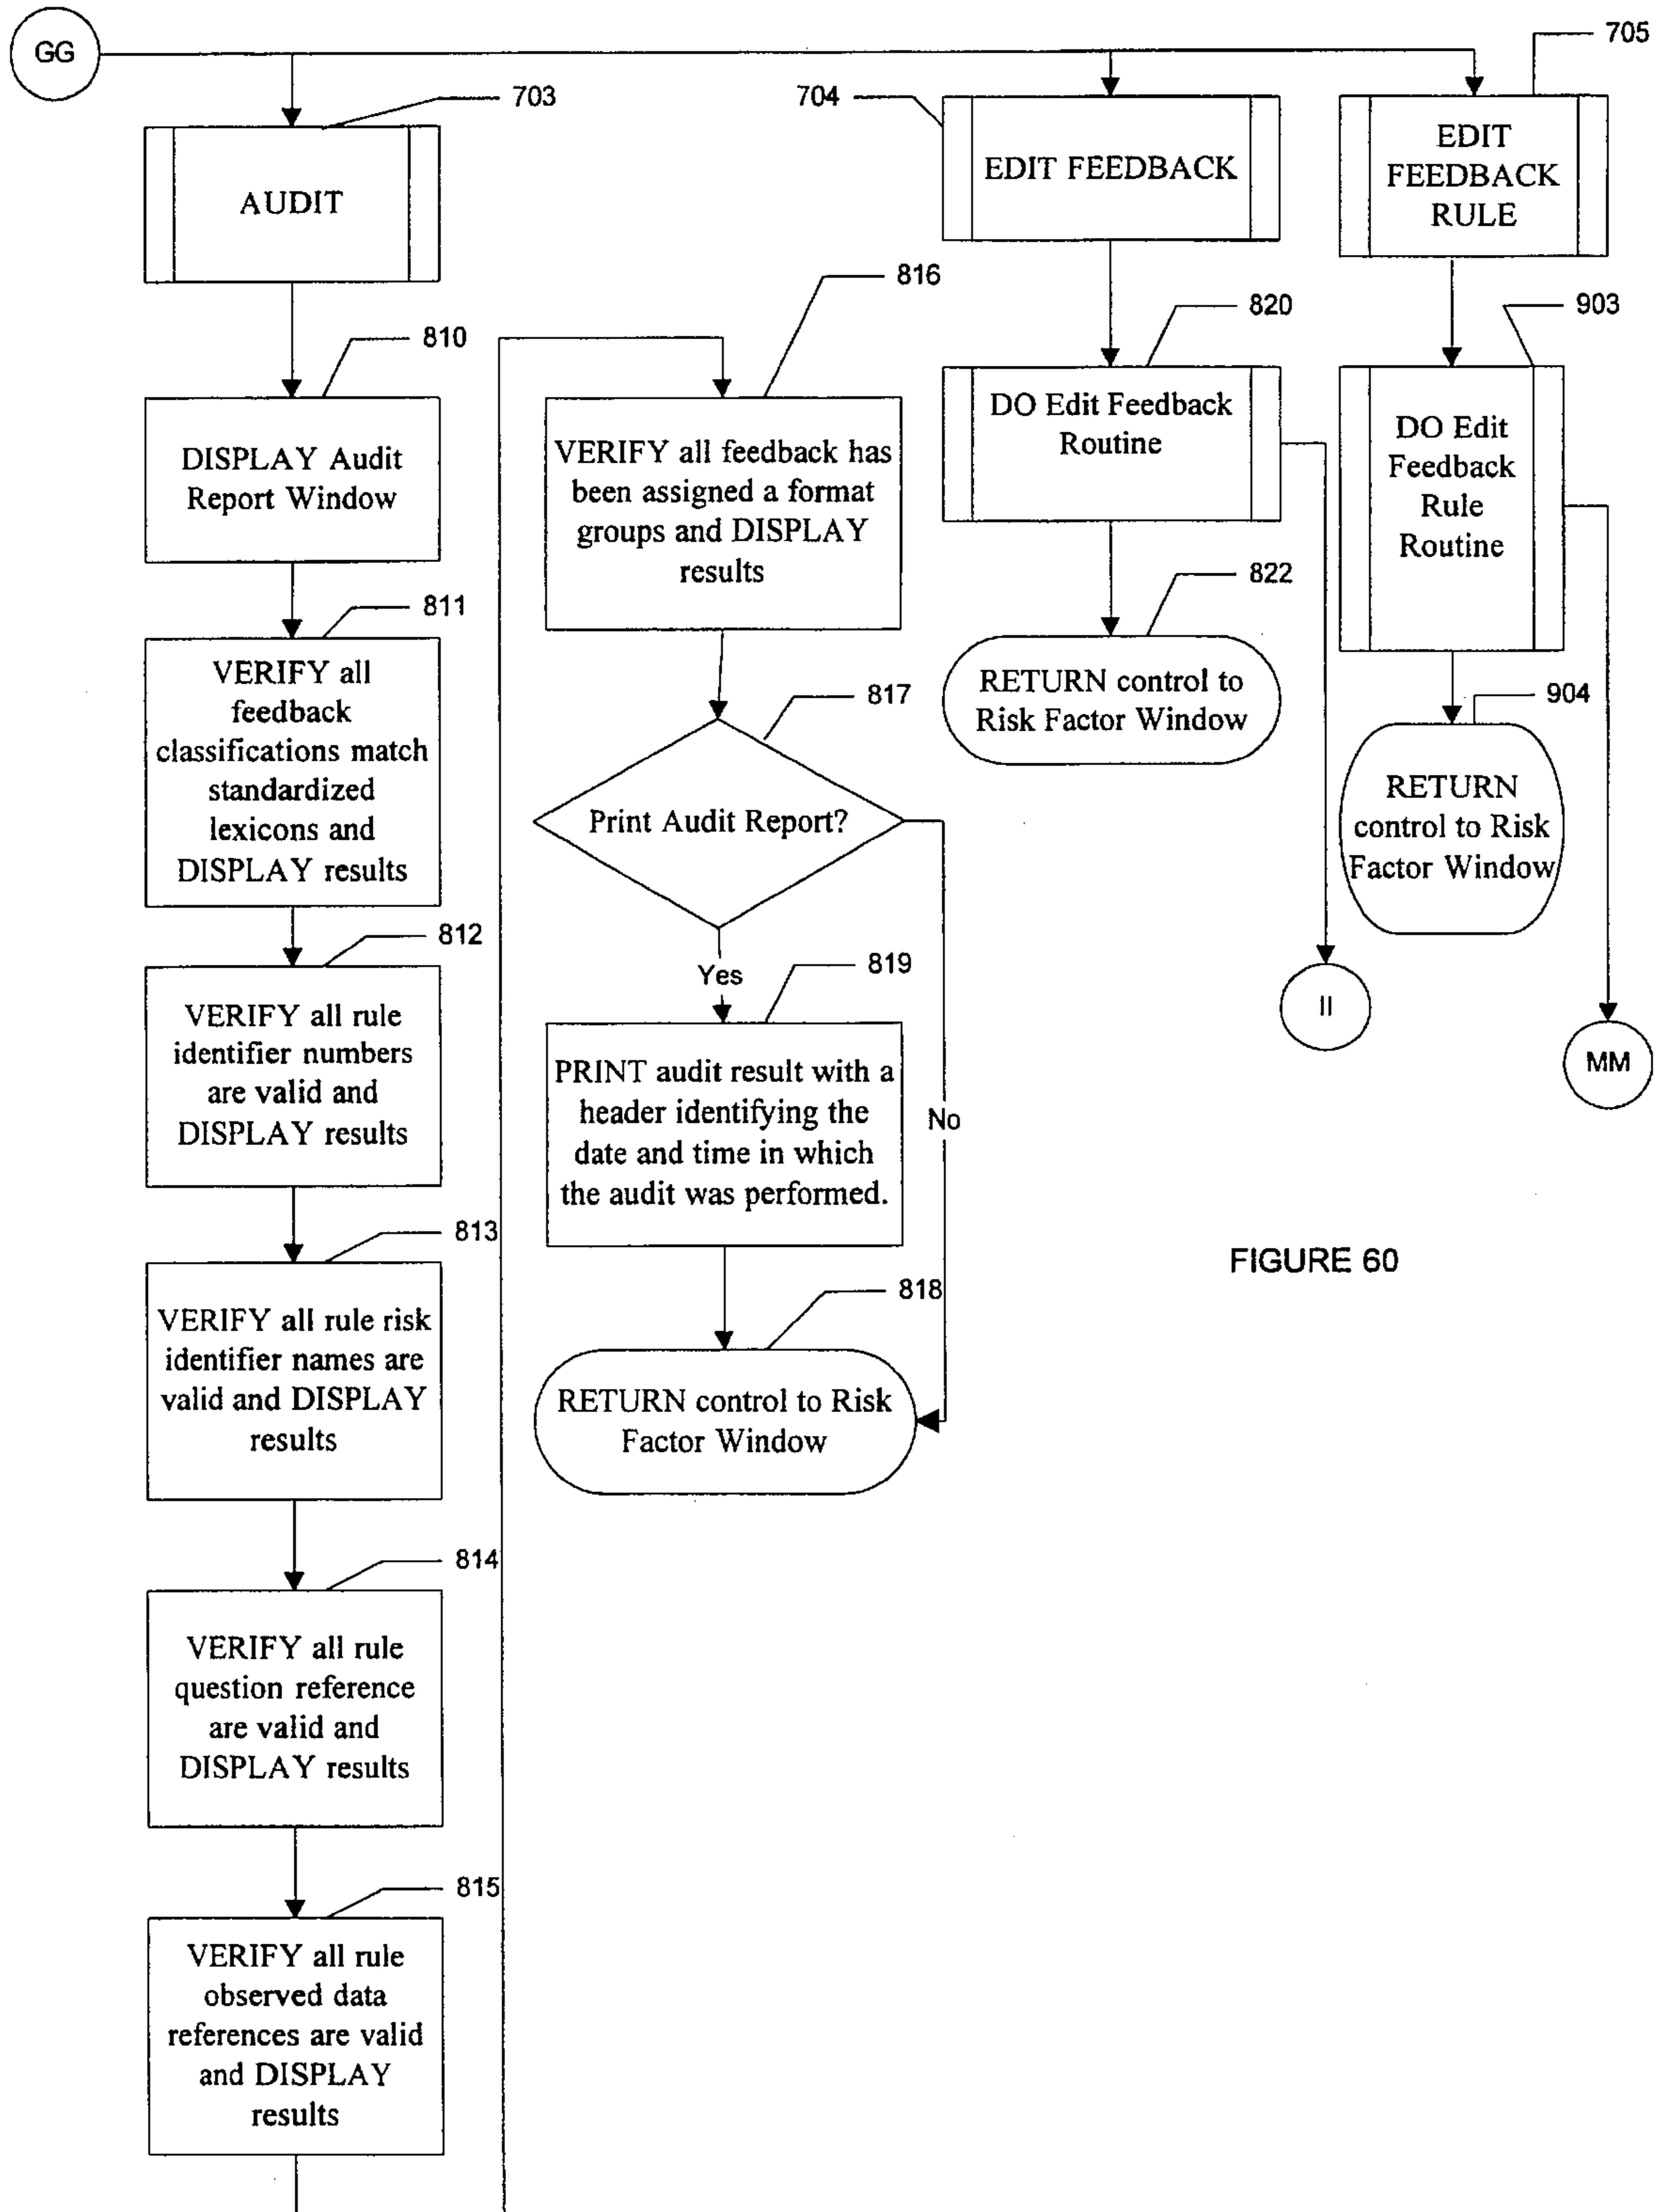 GG
705
703
704
AUDIT
EDIT FEEDBACK
EDIT
FEEDBACK
RULE
810
816
820
903
DISPLAY Audit
Report Window
811
VERIFY all
feedback
classifications match
standardized
lexicons and
DISPLAY results
812
VERIFY all rule
identifier numbers
are valid and
DISPLAY results
813
VERIFY all rule risk
identifier names are
valid and DISPLAY
results
814
VERIFY all rule
question reference
are valid and
DISPLAY results
815
VERIFY all rule
observed data
references are valid
and DISPLAY
results
VERIFY all feedback has
been assigned a format
groups and DISPLAY
results
817
Print Audit Report?
Yes
No
819
PRINT audit result with a
header identifying the
date and time in which
the audit was performed.
818
RETURN control to Risk
Factor Window
DO Edit Feedback
Routine
822
RETURN control to
Risk Factor Window
II
DO Edit
Feedback
Rule
Routine
904
RETURN
control to Risk
Factor Window
MM
FIGURE 60